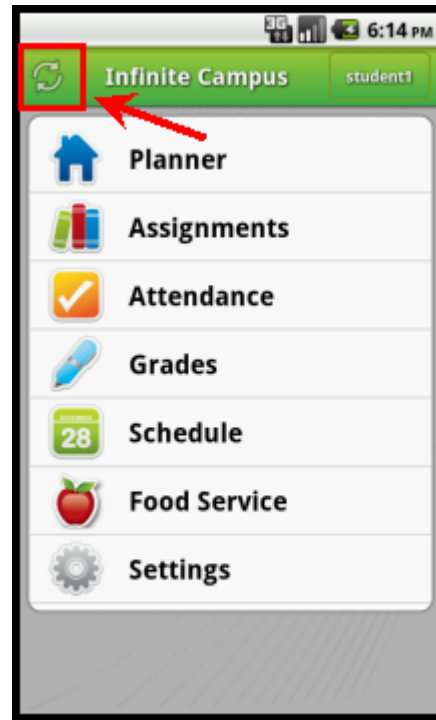 3G 6:14 PM
Infinite Campus student1
Planner
Assignments
Attendance
Grades
28 Schedule
Food Service
Settings